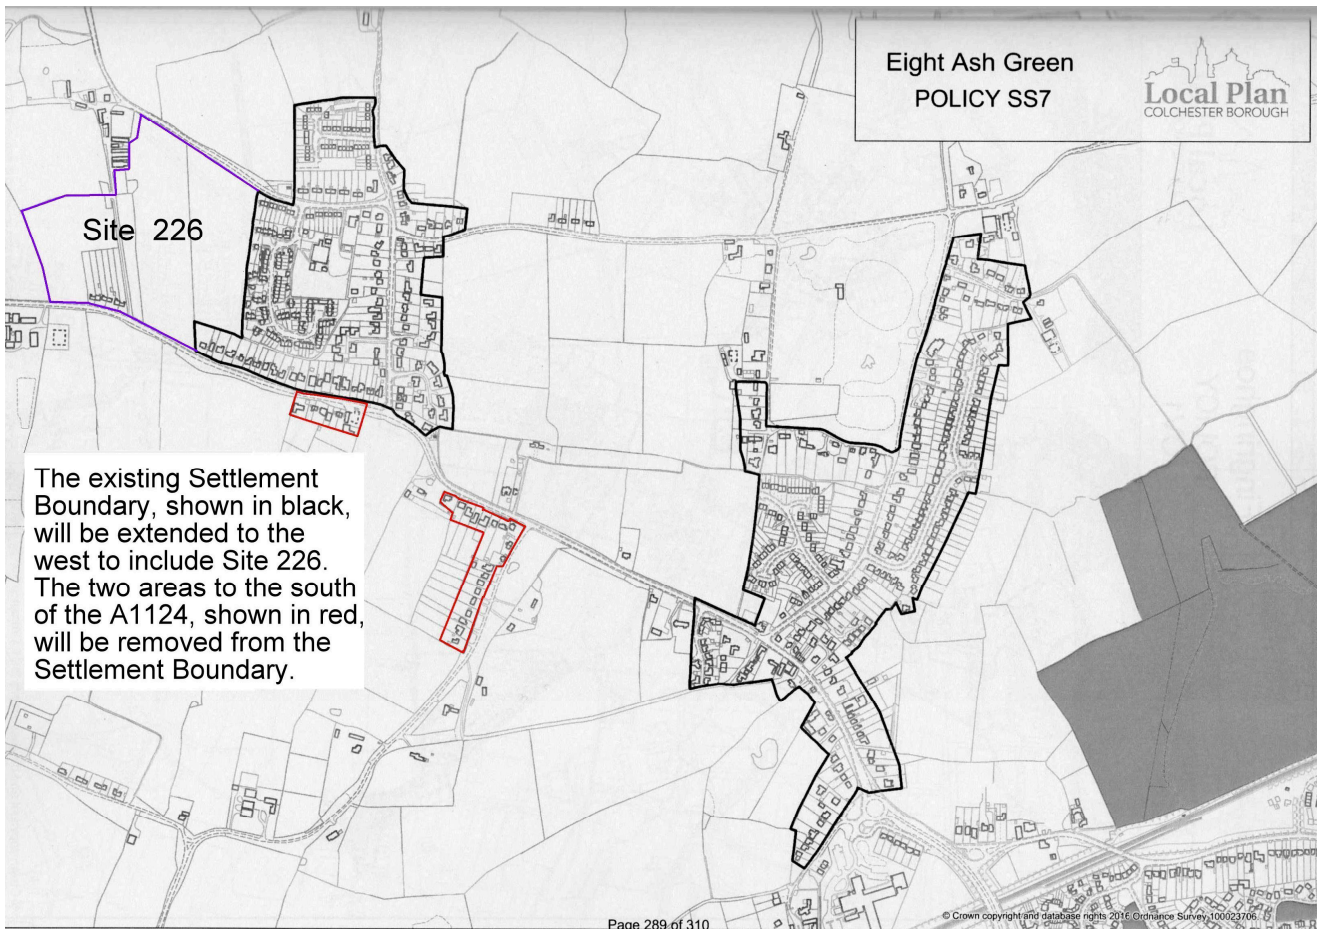 Eight Ash Green
POLICY SS7
Local Plan
COLCHESTER BOROUGH
Site 226
The existing Settlement
Boundary, shown in black,
will be extended to the
west to include Site 226.
The two areas to the south
of the A1124, shown in red,
will be removed from the
Settlement Boundary.
© Crown copyright and database rights 2016 Ordnance Survey 100023706
Page 289 of 310